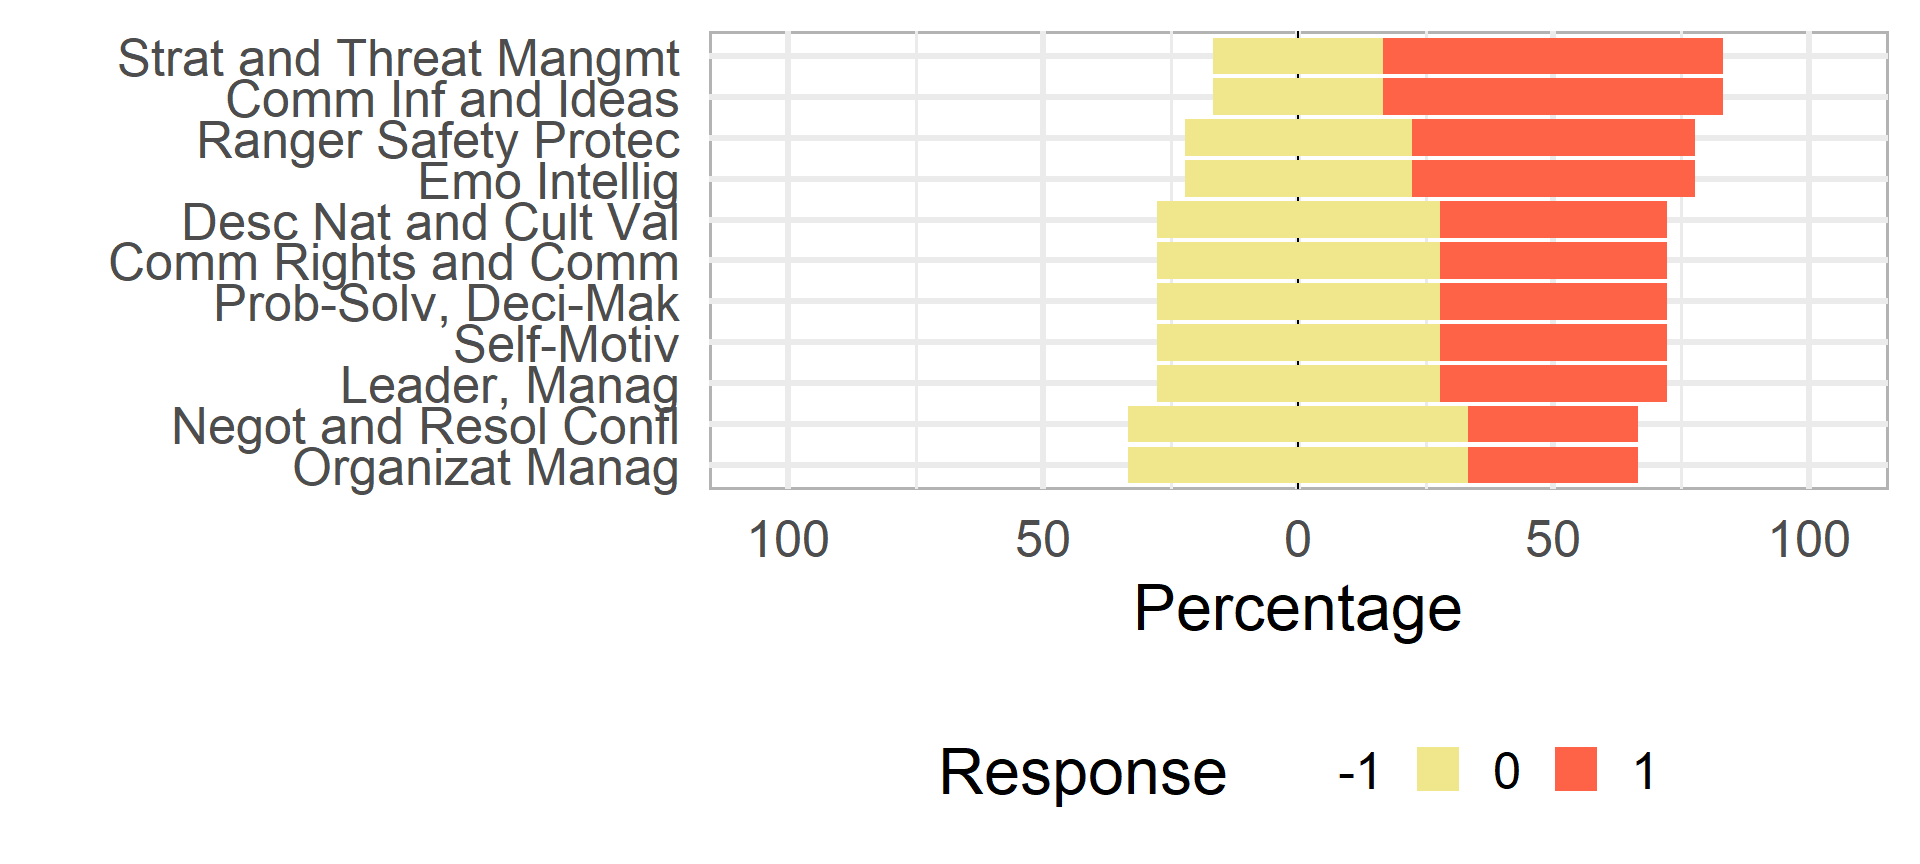 Strat and Threat Mangmt
Comm Inf and Ideas
Ranger Safety Protec
Emo Intellig
Desc Nat and Cult Val
Comm Rights and Comm
Prob-Solv, Deci-Mak
Self-Motiv
Leader, Manag
Negot and Resol Confl
Organizat Manag
100 50 0 50 100
Percentage
Response -1 0 1